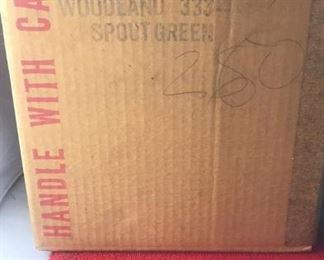 WOODLAND 333-
SPOUT GREEN
280
HANDLE WITH CA